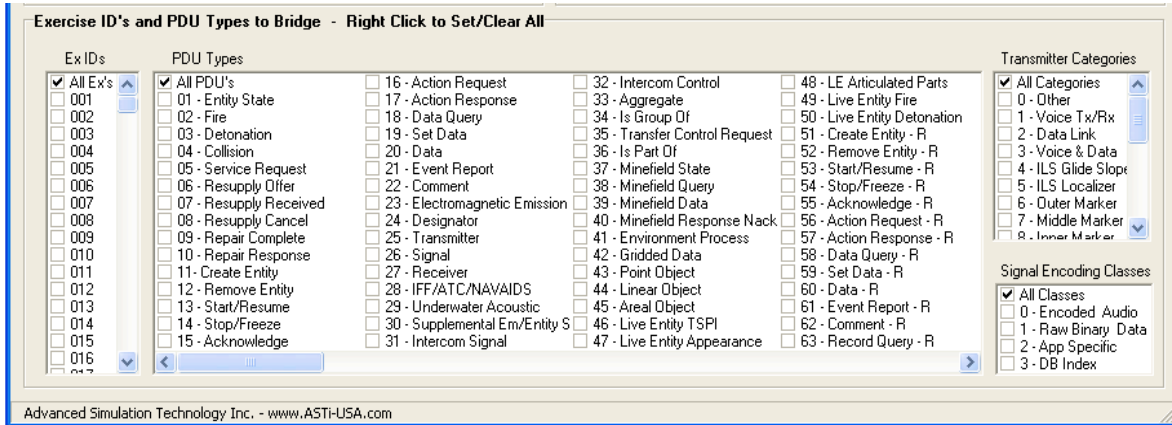 Exercise ID's and PDU Types to Bridge - Right Click to Set/Clear All
Ex IDs
All Ex's
001
002
003
004
005
006
007
008
009
010
011
012
013
014
015
016
017
PDU Types
All PDU's
01 - Entity State
02 - Fire
03 - Detonation
04 - Collision
05 - Service Request
06 - Resupply Offer
07 - Resupply Received
08 - Resupply Cancel
09 - Repair Complete
10 - Repair Response
11- Create Entity
12 - Remove Entity
13 - Start/Resume
14 - Stop/Freeze
15 - Acknowledge
16 - Action Request
17 - Action Response
18 - Data Query
19 - Set Data
20 - Data
21 - Event Report
22 - Comment
23 - Electromagnetic Emission
24 - Designator
25 - Transmitter
26 - Signal
27 - Receiver
28 - IFF/ATC/NAVAIDS
29 - Underwater Acoustic
30 - Supplemental Em/Entity S
31 - Intercom Signal
32 - Intercom Control
33 - Aggregate
34 - Is Group Of
35 - Transfer Control Request
36 - Is Part Of
37 - Minefield State
38 - Minefield Query
39 - Minefield Data
40 - Minefield Response Nack
41 - Environment Process
42 - Gridded Data
43 - Point Object
44 - Linear Object
45 - Areal Object
46 - Live Entity TSPI
47 - Live Entity Appearance
48 - LE Articulated Parts
49 - Live Entity Fire
50 - Live Entity Detonation
51 - Create Entity - R
52 - Remove Entity - R
53 - Start/Resume - R
54 - Stop/Freeze - R
55 - Acknowledge - R
56 - Action Request - R
57 - Action Response - R
58 - Data Query - R
59 - Set Data - R
60 - Data - R
61 - Event Report - R
62 - Comment - R
63 - Record Query - R
Transmitter Categories
All Categories
0 - Other
1 - Voice Tx/Rx
2 - Data Link
3 - Voice & Data
4 - ILS Glide Slope
5 - ILS Localizer
6 - Outer Marker
7 - Middle Marker
8 - Inner Marker
Signal Encoding Classes
All Classes
0 - Encoded Audio
1 - Raw Binary Data
2 - App Specific
3 - DB Index
Advanced Simulation Technology Inc. - www.ASTi-USA.com